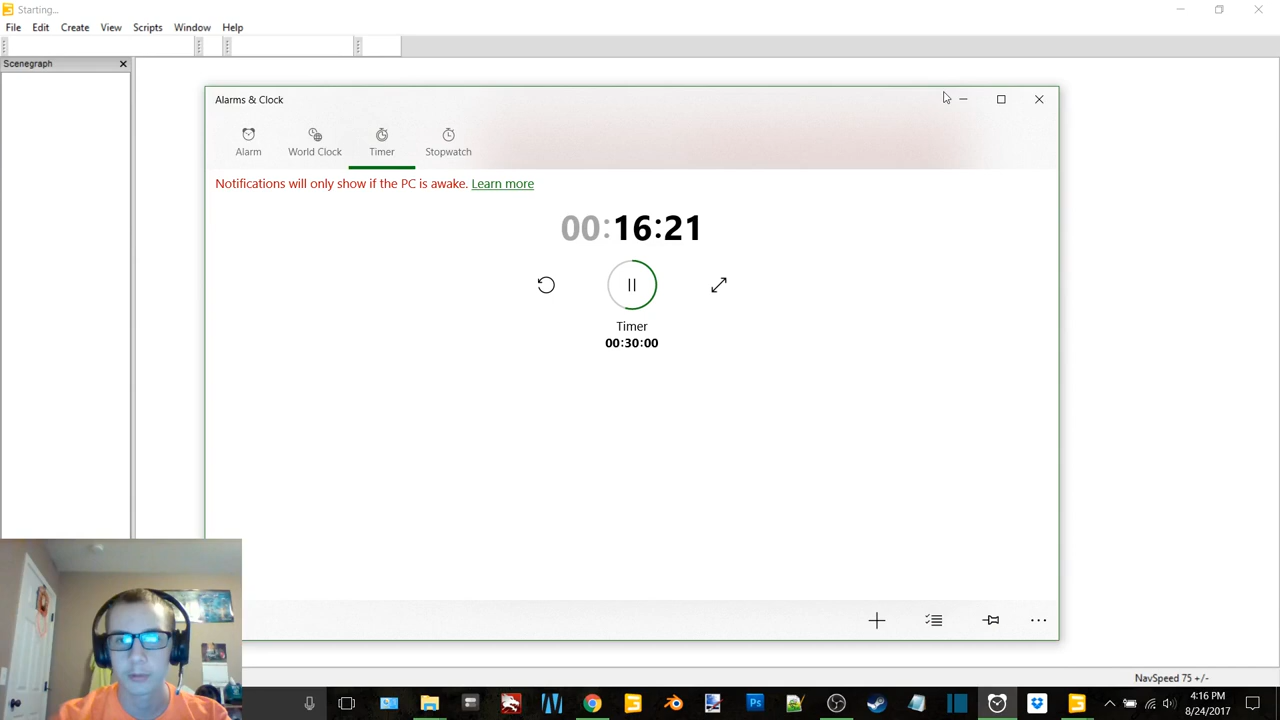 Starting...
File Edit Create View Scripts Window Help
Scenegraph
Alarms & Clock
Alarm World Clock Timer Stopwatch
Notifications will only show if the PC is awake. Learn more
00:16:21
Timer
00:30:00
NavSpeed 75 +/-
4:16 PM
8/24/2017